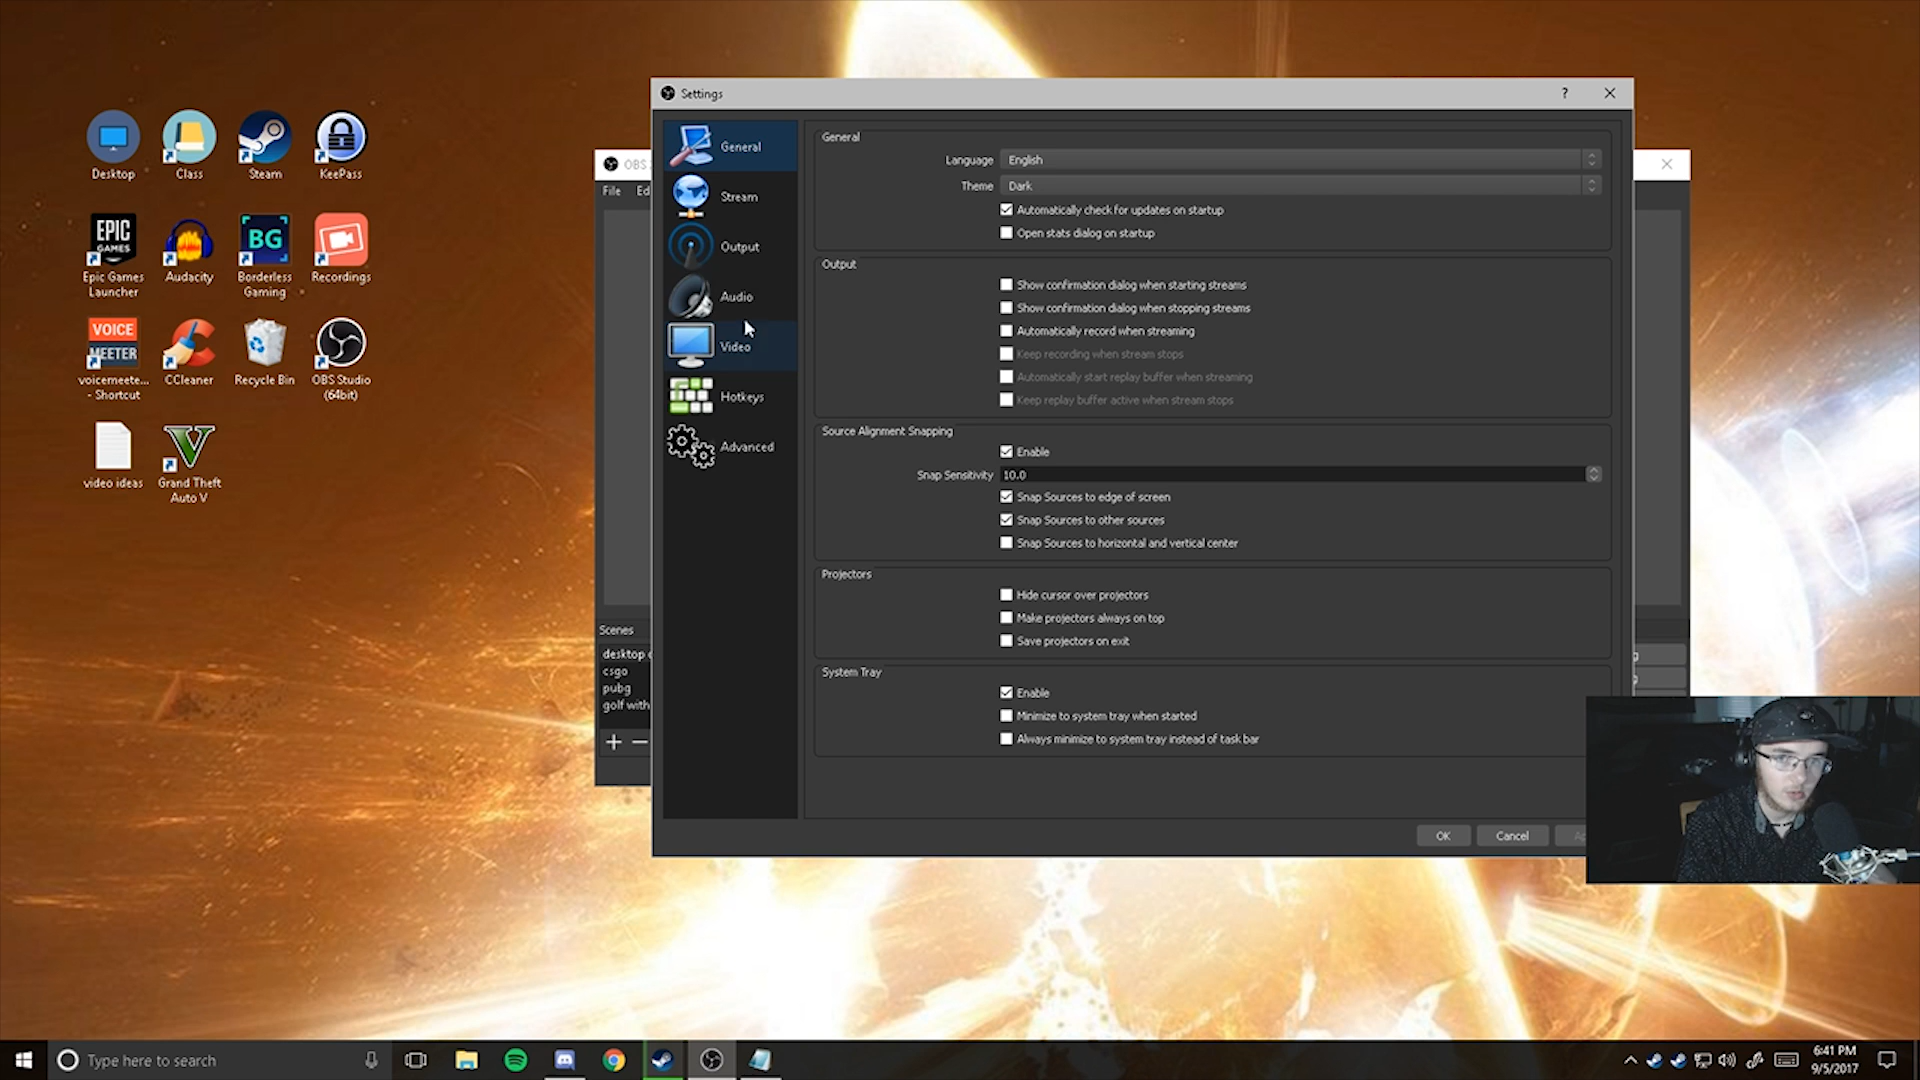 Desktop
Class
Steam
KeePass
EPIC
GAMES
Epic Games
Launcher
Audacity
BG
Borderless
Gaming
Recordings
VOICE
MEETER
voicemeete...
- Shortcut
CCleaner
Recycle Bin
OBS Studio
(64bit)
video ideas
V
Grand Theft
Auto V
OBS
File Ed
Scenes
desktop
csgo
pubg
golf with
Settings
?
General
Stream
Output
Audio
Video
Hotkeys
Advanced
General
Language English
Theme Dark
Automatically check for updates on startup
Open stats dialog on startup
Output
Show confirmation dialog when starting streams
Show confirmation dialog when stopping streams
Automatically record when streaming
Keep recording when stream stops
Automatically start replay buffer when streaming
Keep replay buffer active when stream stops
Source Alignment Snapping
Enable
Snap Sensitivity 10.0
Snap Sources to edge of screen
Snap Sources to other sources
Snap Sources to horizontal and vertical center
Projectors
Hide cursor over projectors
Make projectors always on top
Save projectors on exit
System Tray
Enable
Minimize to system tray when started
Always minimize to system tray instead of task bar
OK Cancel
Type here to search
6:41 PM
9/5/2017